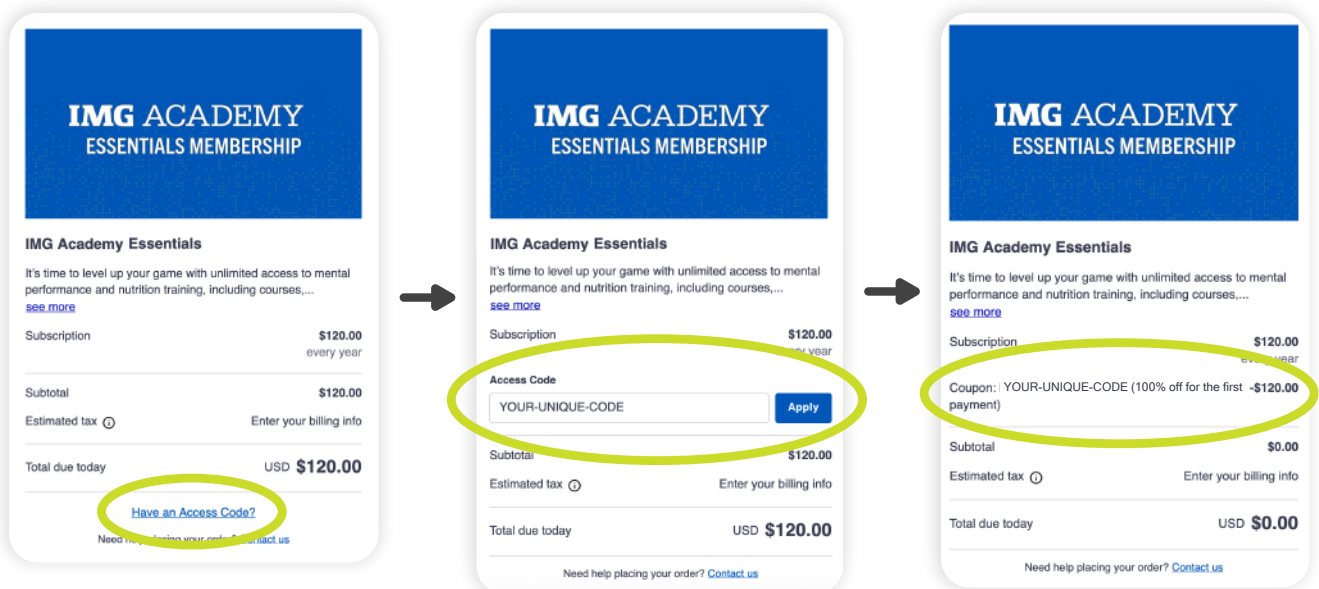 IMG ACADEMY
ESSENTIALS MEMBERSHIP
IMG Academy Essentials
It's time to level up your game with unlimited access to mental
performance and nutrition training, including courses,...
see more
Subscription $120.00
every year
Subtotal $120.00
Estimated tax Enter your billing info
Total due today USD $120.00
Have an Access Code?
Need help placing your order? Contact us
IMG ACADEMY
ESSENTIALS MEMBERSHIP
IMG Academy Essentials
It's time to level up your game with unlimited access to mental
performance and nutrition training, including courses,...
see more
Subscription $120.00
every year
Access Code
YOUR-UNIQUE-CODE Apply
Subtotal $120.00
Estimated tax Enter your billing info
Total due today USD $120.00
Need help placing your order? Contact us
IMG ACADEMY
ESSENTIALS MEMBERSHIP
IMG Academy Essentials
It's time to level up your game with unlimited access to mental
performance and nutrition training, including courses,...
see more
Subscription $120.00
every year
Coupon: YOUR-UNIQUE-CODE (100% off for the first -$120.00
payment)
Subtotal $0.00
Estimated tax Enter your billing info
Total due today USD $0.00
Need help placing your order? Contact us